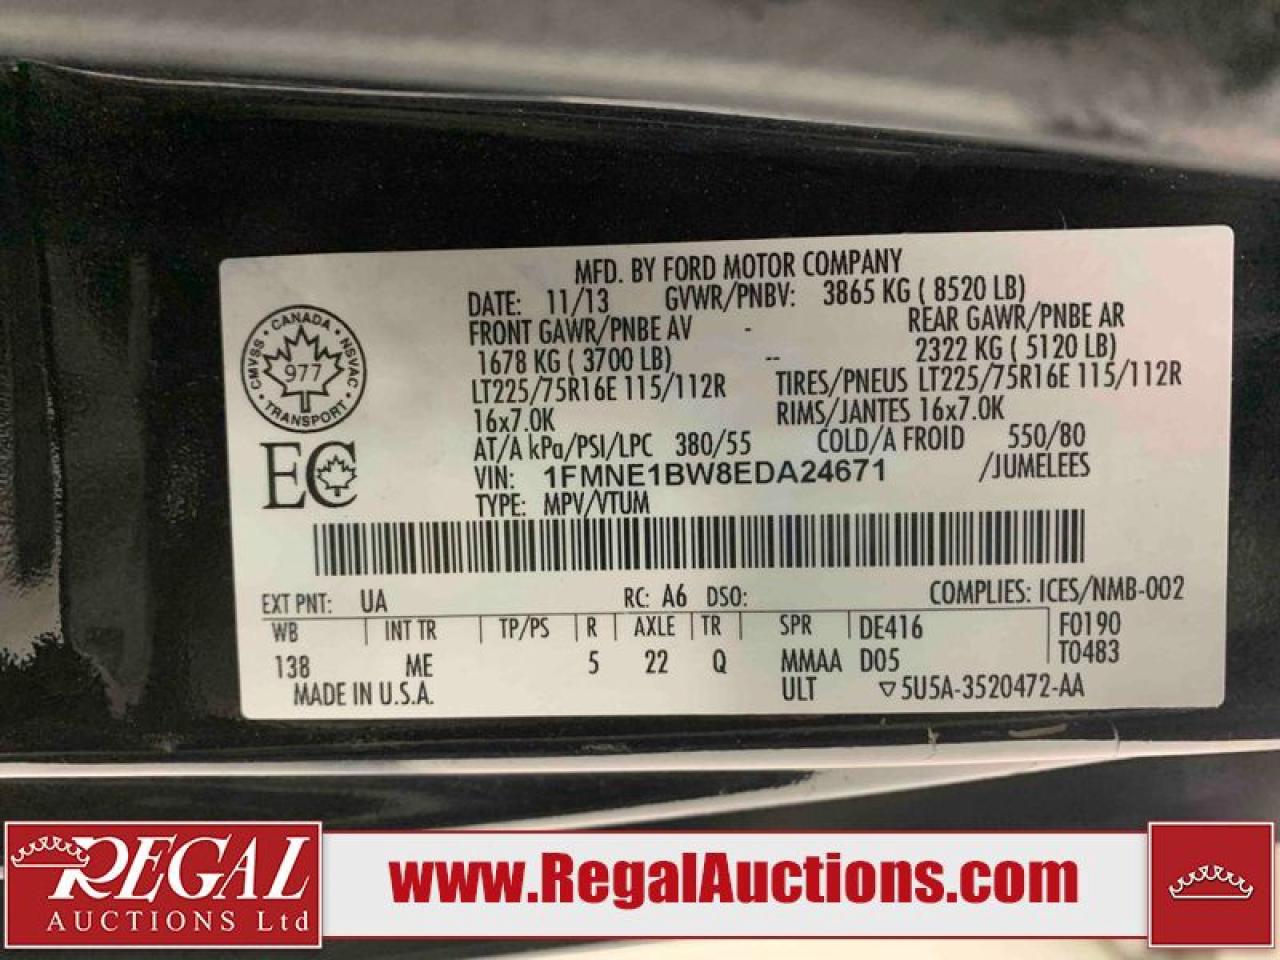 MFD. BY FORD MOTOR COMPANY
DATE: 11/13 GVWR/PNBV: 3865 KG ( 8520 LB)
FRONT GAWR/PNBE AV - REAR GAWR/PNBE AR
1678 KG ( 3700 LB) -- 2322 KG ( 5120 LB)
LT225/75R16E 115/112R TIRES/PNEUS LT225/75R16E 115/112R
16x7.0K RIMS/JANTES 16x7.0K
AT/A kPa/PSI/LPC 380/55 COLD/A FROID 550/80
VIN: 1FMNE1BW8EDA24671 /JUMELEES
TYPE: MPV/VTUM
CANADA
CMVSS • NSVAC
977
TRANSPORT
EC
EXT PNT: UA RC: A6 DSO: COMPLIES: ICES/NMB-002
WB INT TR TP/PS R AXLE TR SPR DE416 F0190
138 ME 5 22 Q MMAA D05 T0483
MADE IN U.S.A. ULT ▽5U5A-3520472-AA
REGAL
AUCTIONS Ltd
www.RegalAuctions.com